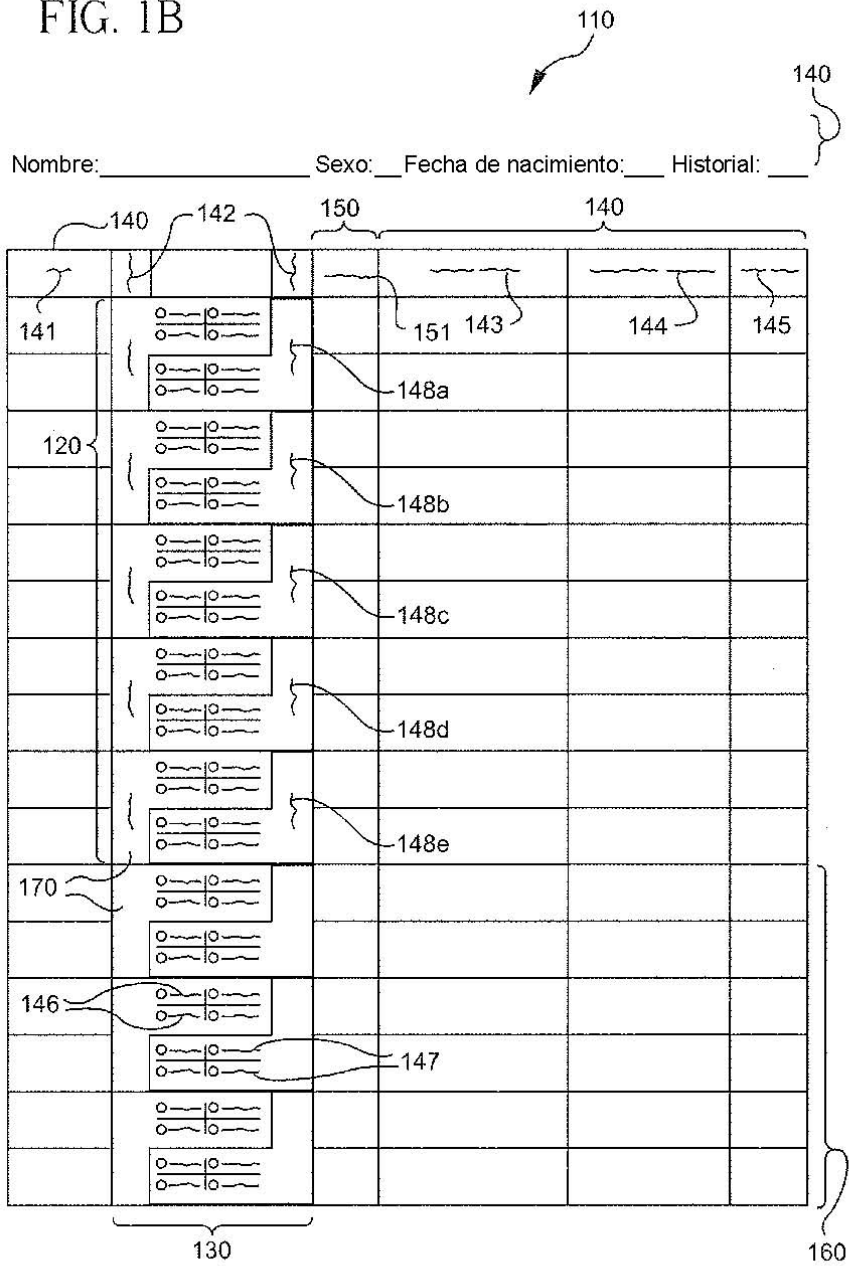 FIG. 1B
110
140
Nombre: Sexo: Fecha de nacimiento: Historial:
140 142 150 140
141 151 143 144 145
148a
120
148b
148c
148d
148e
170
146
147
130 160